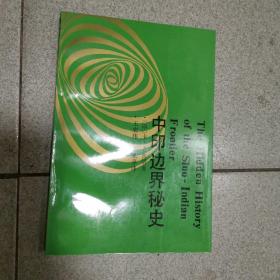 The Hidden History
of the Sino-Indian
Frontier
中印边界秘史